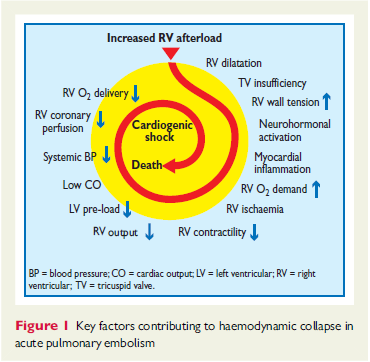 Increased RV afterload
RV dilatation
TV insufficiency
RV wall tension
Neurohormonal
activation
Myocardial
inflammation
RV O₂ demand
RV ischaemia
RV contractility
RV output
LV pre-load
Low CO
Systemic BP
RV coronary
perfusion
RV O₂ delivery
Cardiogenic
shock
Death
BP = blood pressure; CO = cardiac output; LV = left ventricular; RV = right
ventricular; TV = tricuspid valve.
Figure 1 Key factors contributing to haemodynamic collapse in
acute pulmonary embolism